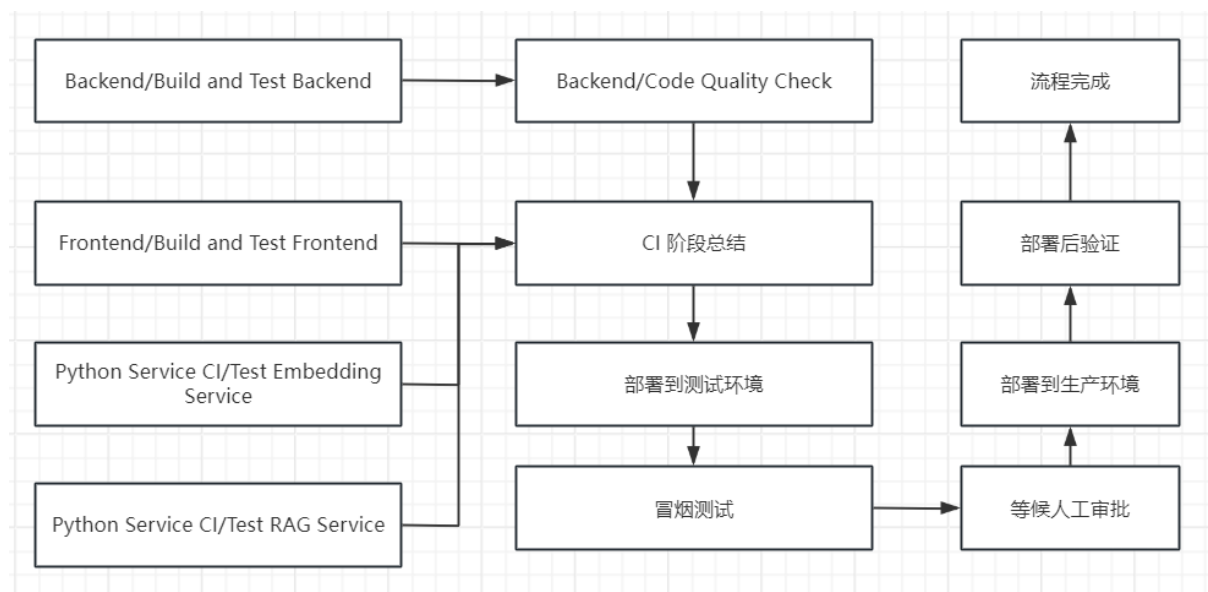 Backend/Build and Test Backend
Backend/Code Quality Check
流程完成
Frontend/Build and Test Frontend
CI 阶段总结
部署后验证
Python Service CI/Test Embedding
Service
部署到测试环境
部署到生产环境
Python Service CI/Test RAG Service
冒烟测试
等候人工审批